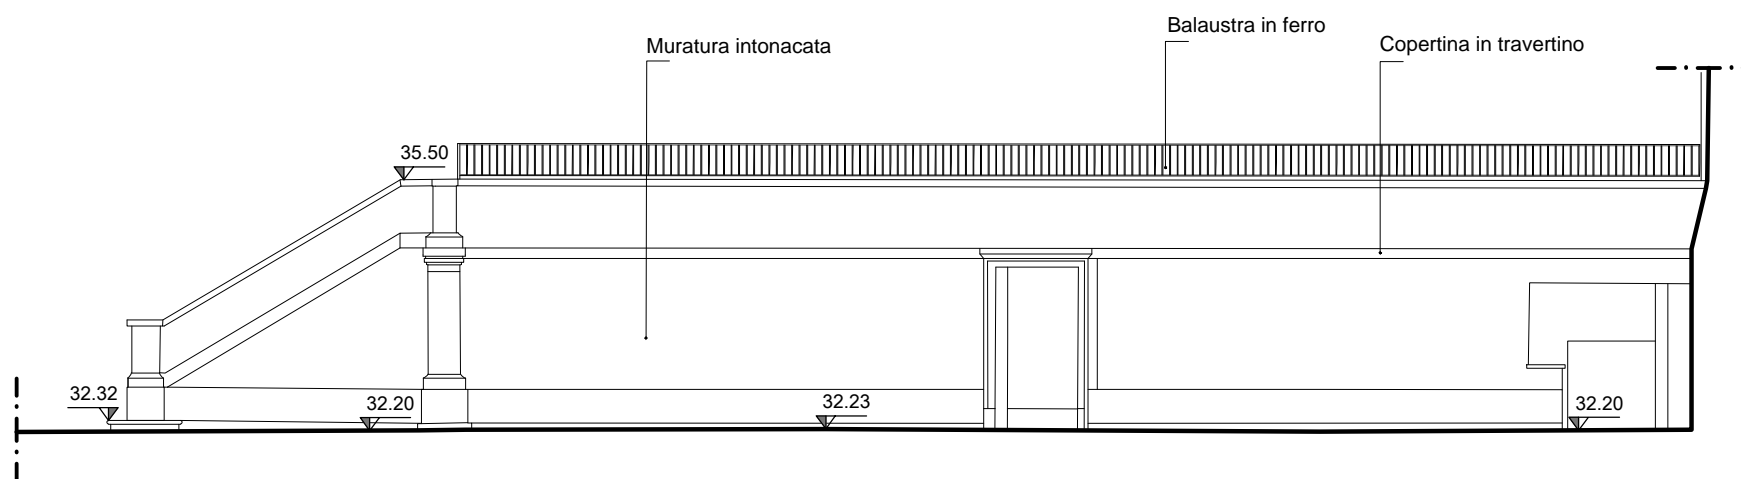 Balaustra in ferro
Muratura intonacata
Copertina in travertino
35.50
32.32
32.20
32.23
32.20